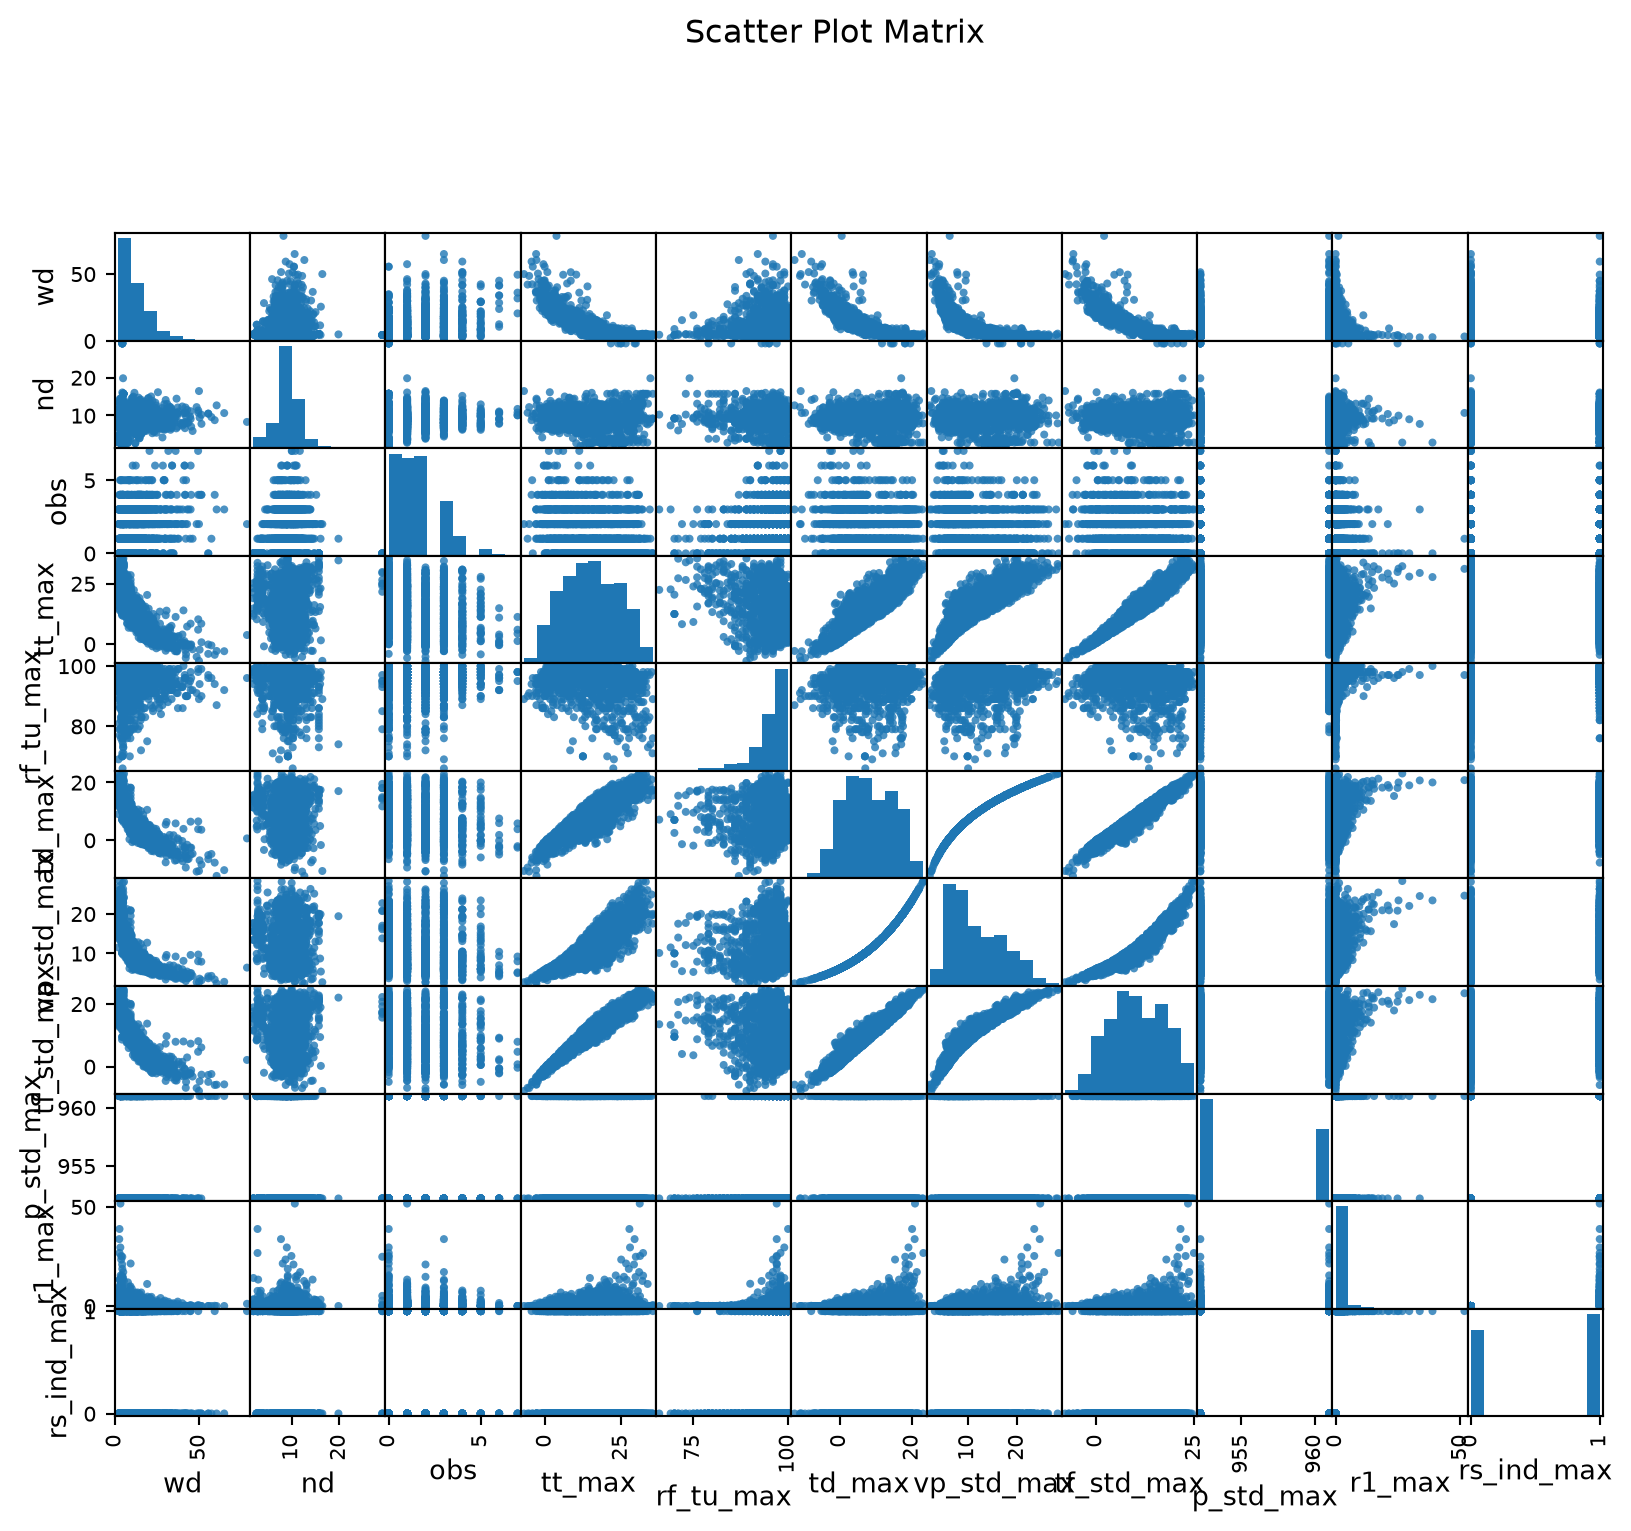 Scatter Plot Matrix
wd
50
0
nd
20
10
obs
5
0
tt_max
25
0
rf_tu_max
100
80
td_max
20
0
vp_std_max
20
10
tf_std_max
20
0
p_std_max
960
955
r1_max
50
0
rs_ind_max
1
0
0 50 10 20 0 5 0 25 75 100 0 20 10 20 0 25 955 960 0 50 0 1
wd nd obs tt_max rf_tu_max td_max vp_std_max tf_std_max p_std_max r1_max rs_ind_max